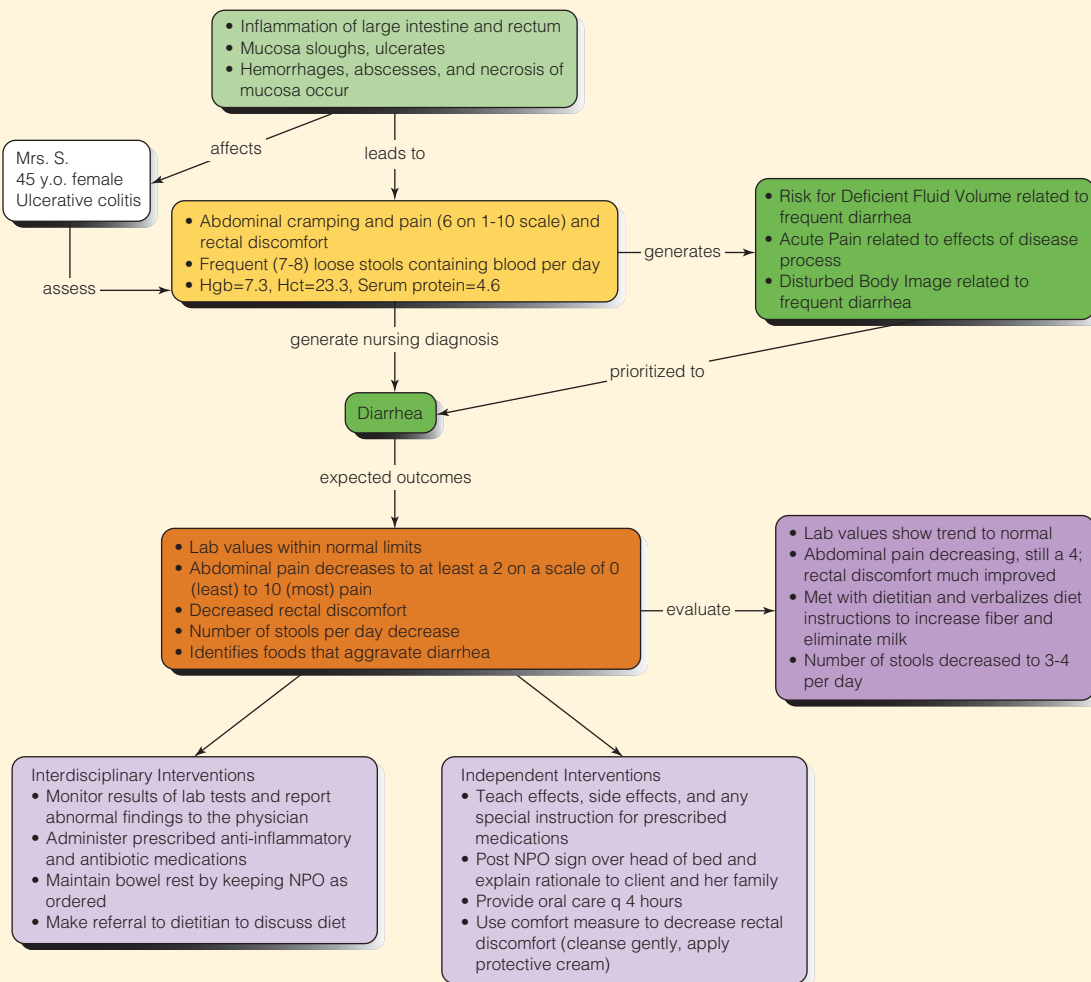 • Inflammation of large intestine and rectum
• Mucosa sloughs, ulcerates
• Hemorrhages, abscesses, and necrosis of
mucosa occur
affects
leads to
Mrs. S.
45 y.o. female
Ulcerative colitis
assess
• Abdominal cramping and pain (6 on 1-10 scale) and
rectal discomfort
• Frequent (7-8) loose stools containing blood per day
• Hgb=7.3, Hct=23.3, Serum protein=4.6
generates
• Risk for Deficient Fluid Volume related to
frequent diarrhea
• Acute Pain related to effects of disease
process
• Disturbed Body Image related to
frequent diarrhea
generate nursing diagnosis
prioritized to
Diarrhea
expected outcomes
• Lab values within normal limits
• Abdominal pain decreases to at least a 2 on a scale of 0
(least) to 10 (most) pain
• Decreased rectal discomfort
• Number of stools per day decrease
• Identifies foods that aggravate diarrhea
evaluate
• Lab values show trend to normal
• Abdominal pain decreasing, still a 4;
rectal discomfort much improved
• Met with dietitian and verbalizes diet
instructions to increase fiber and
eliminate milk
• Number of stools decreased to 3-4
per day
Interdisciplinary Interventions
• Monitor results of lab tests and report
abnormal findings to the physician
• Administer prescribed anti-inflammatory
and antibiotic medications
• Maintain bowel rest by keeping NPO as
ordered
• Make referral to dietitian to discuss diet
Independent Interventions
• Teach effects, side effects, and any
special instruction for prescribed
medications
• Post NPO sign over head of bed and
explain rationale to client and her family
• Provide oral care q 4 hours
• Use comfort measure to decrease rectal
discomfort (cleanse gently, apply
protective cream)